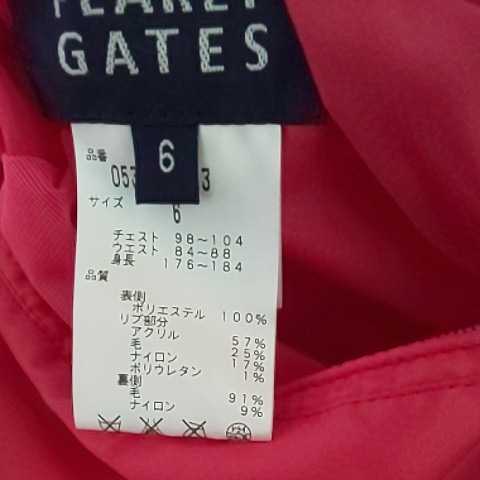 GATES
6
品番
053
3
サイズ
6
チェスト 98~104
ウエスト 84~88
身長 176~184
品質
表側
ポリエステル 100%
リブ部分
アクリル 57%
毛 25%
ナイロン 17%
ポリウレタン 1%
裏側
毛 91%
ナイロン 9%